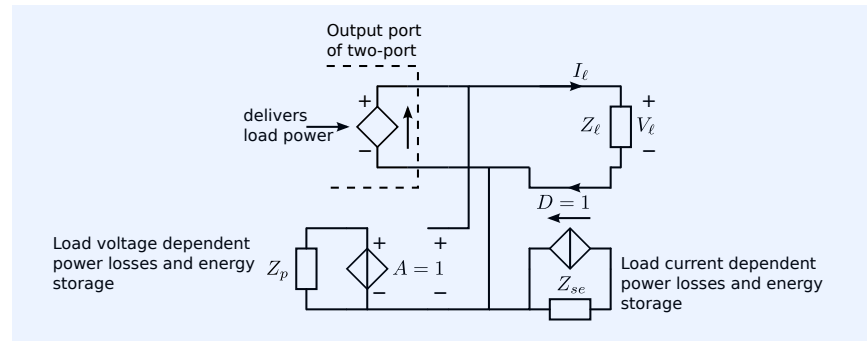 Output port
of two-port
I_ℓ
+
delivers
load power
−
Z_ℓ
+
V_ℓ
−
D = 1
Load voltage dependent
power losses and energy
storage
Z_p
+
A = 1
−
+
−
Z_se
Load current dependent
power losses and energy
storage